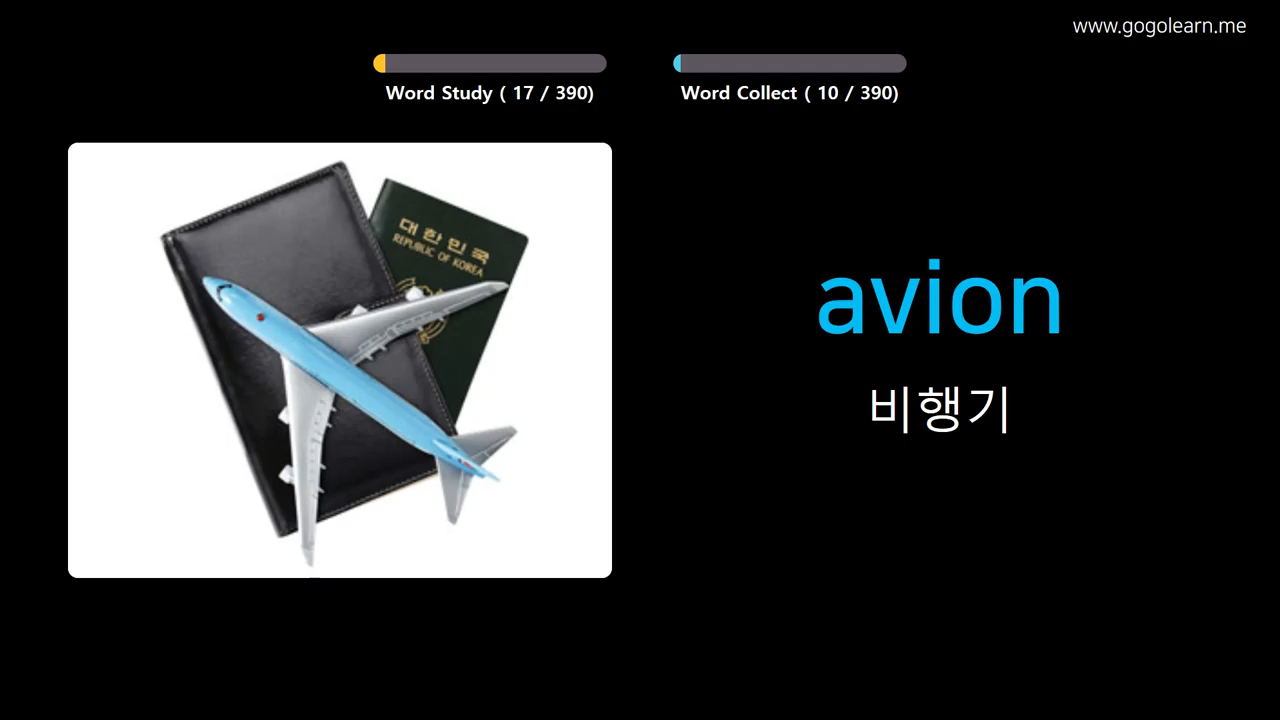 www.gogolearn.me
Word Study ( 17 / 390)
Word Collect ( 10 / 390)
대한민국
REPUBLIC OF KOREA
avion
비행기